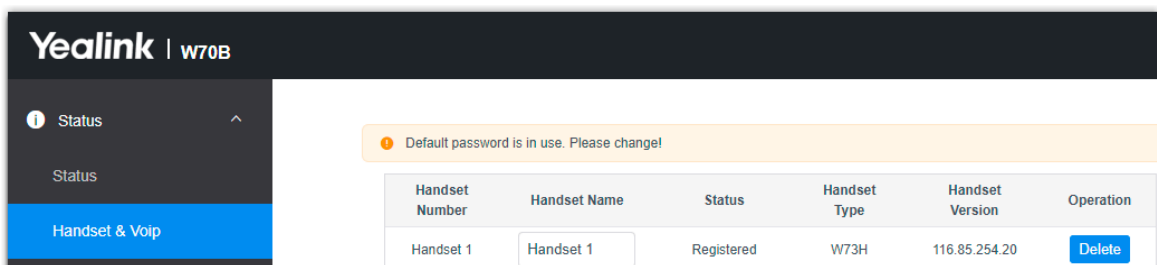 Yealink | W70B
Status
Default password is in use. Please change!
Status
Handset Number Handset Name Status Handset Type Handset Version Operation
Handset & Voip
Handset 1 Handset 1 Registered W73H 116.85.254.20 Delete